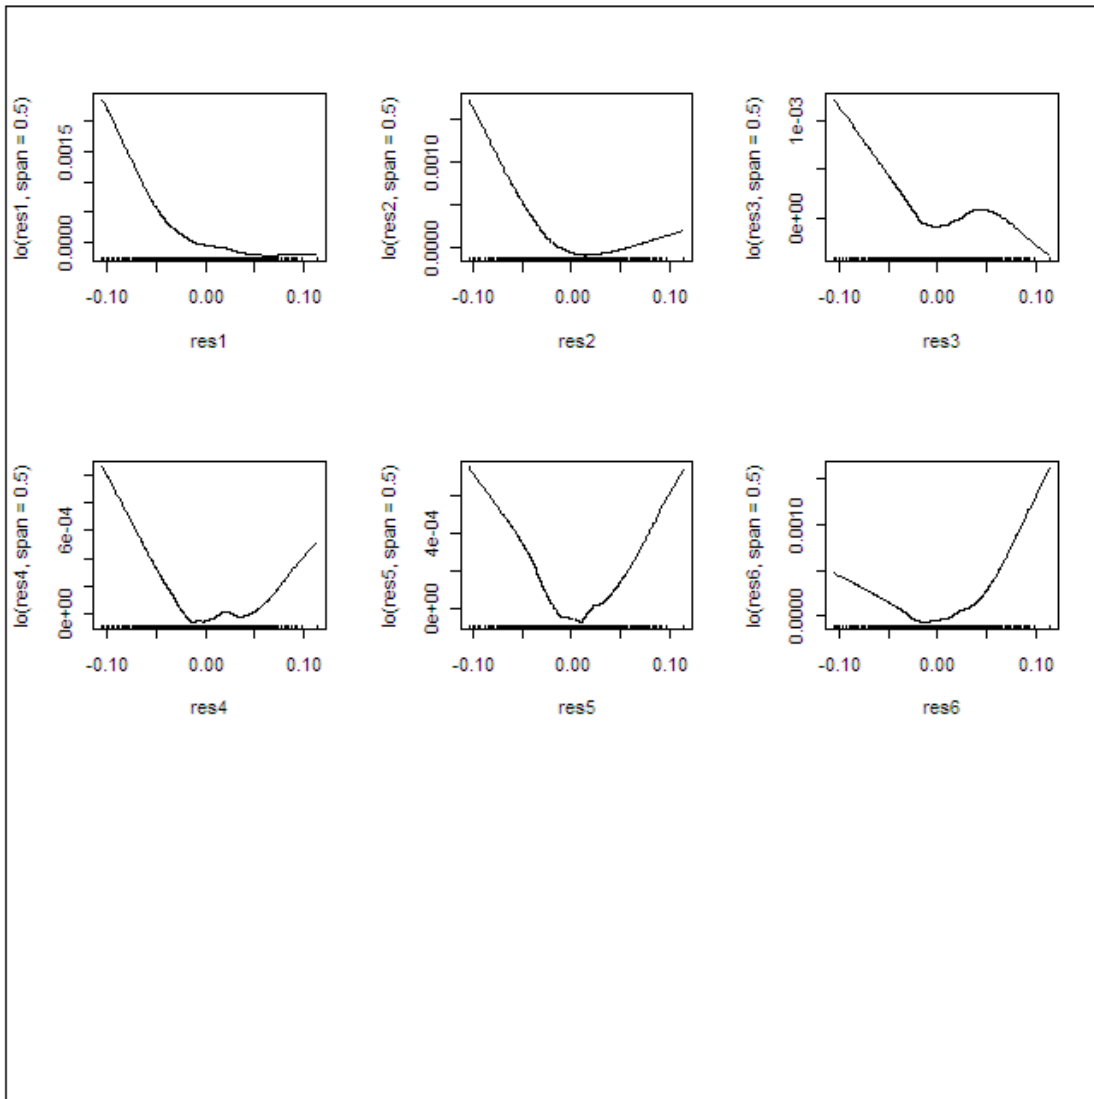 lo(res1, span = 0.5)
0.0015
0.0000
-0.10 0.00 0.10
res1
lo(res2, span = 0.5)
0.0010
0.0000
-0.10 0.00 0.10
res2
lo(res3, span = 0.5)
1e-03
0e+00
-0.10 0.00 0.10
res3
lo(res4, span = 0.5)
6e-04
0e+00
-0.10 0.00 0.10
res4
lo(res5, span = 0.5)
4e-04
0e+00
-0.10 0.00 0.10
res5
lo(res6, span = 0.5)
0.0010
0.0000
-0.10 0.00 0.10
res6